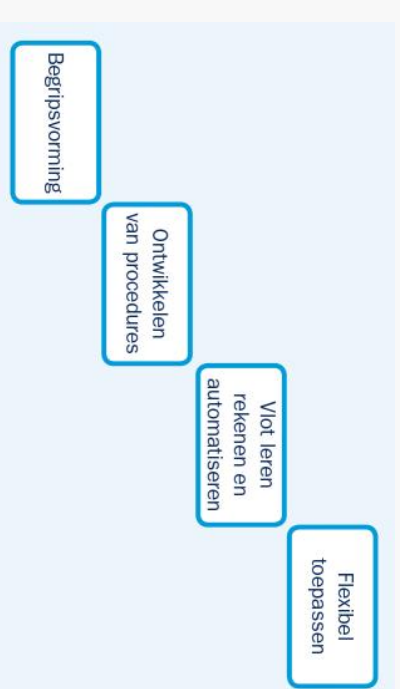 Begripsvorming
Ontwikkelen
van procedures
Vlot leren
rekenen en
automatiseren
Flexibel
toepassen